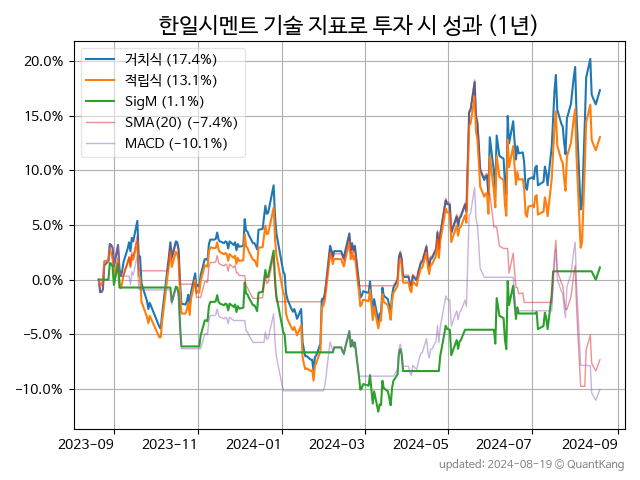 한일시멘트 기술 지표로 투자 시 성과 (1년)
20.0%
15.0%
10.0%
5.0%
0.0%
−5.0%
−10.0%
거치식 (17.4%)
적립식 (13.1%)
SigM (1.1%)
SMA(20) (−7.4%)
MACD (−10.1%)
2023-09 2023-11 2024-01 2024-03 2024-05 2024-07 2024-09
updated: 2024-08-19 © QuantKang